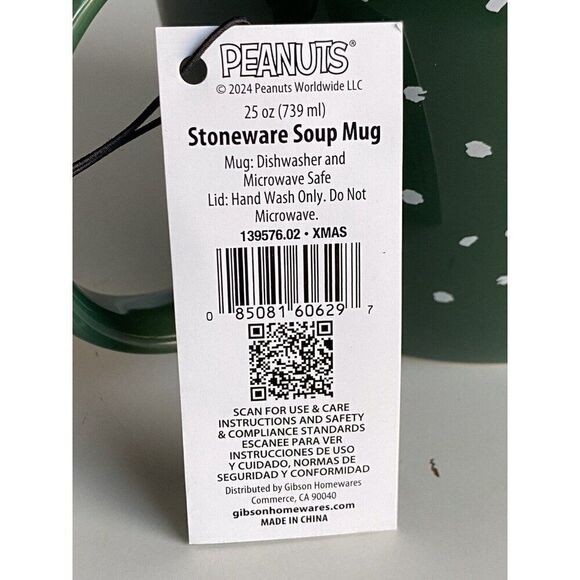 PEANUTS®
© 2024 Peanuts Worldwide LLC
25 oz (739 ml)
Stoneware Soup Mug
Mug: Dishwasher and
Microwave Safe
Lid: Hand Wash Only. Do Not
Microwave.
139576.02 • XMAS
0 85081 60629 7
SCAN FOR USE & CARE
INSTRUCTIONS AND SAFETY
& COMPLIANCE STANDARDS
ESCANEE PARA VER
INSTRUCCIONES DE USO
Y CUIDADO, NORMAS DE
SEGURIDAD Y CONFORMIDAD
Distributed by Gibson Homewares
Commerce, CA 90040
gibsonhomewares.com
MADE IN CHINA